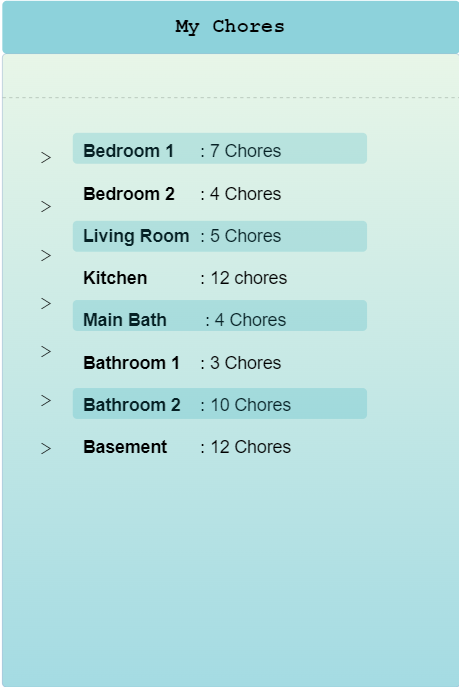 My Chores
> Bedroom 1 : 7 Chores
> Bedroom 2 : 4 Chores
> Living Room : 5 Chores
> Kitchen : 12 chores
> Main Bath : 4 Chores
> Bathroom 1 : 3 Chores
> Bathroom 2 : 10 Chores
Basement : 12 Chores